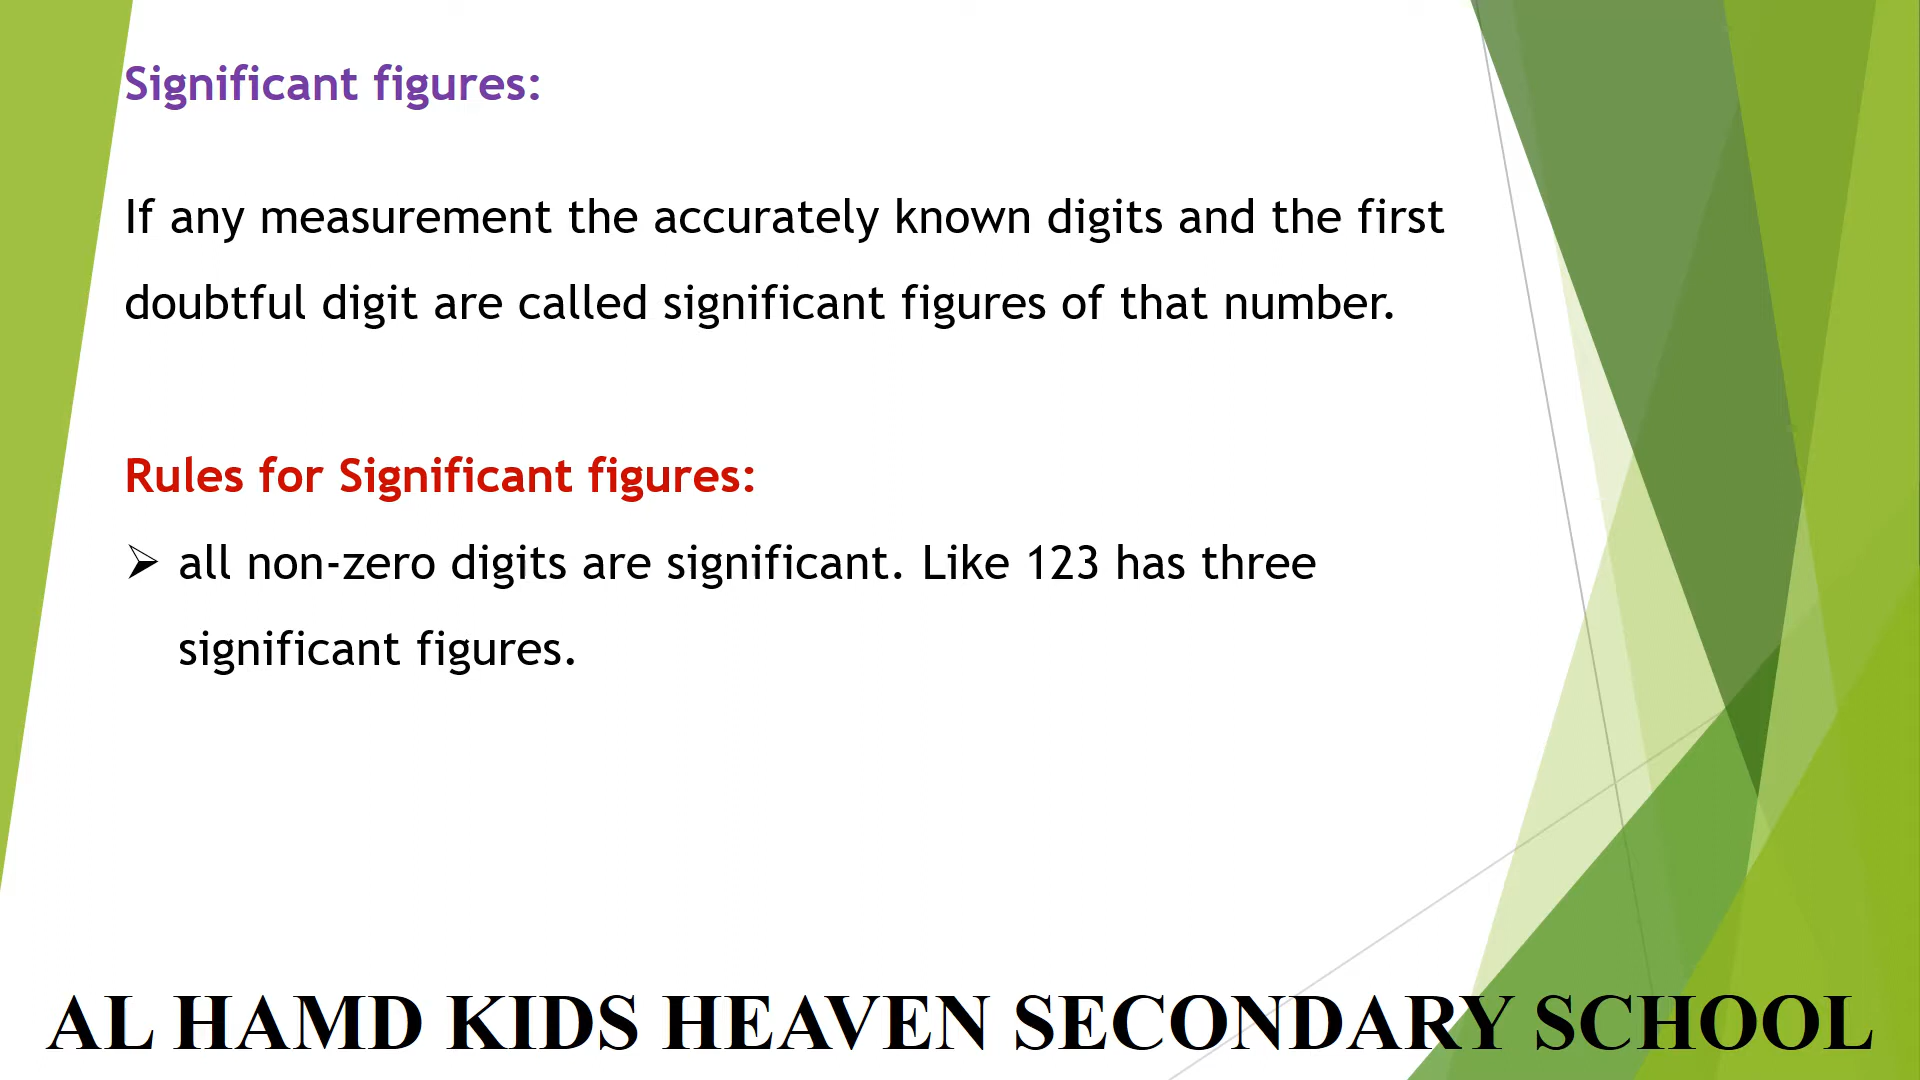 Significant figures:
If any measurement the accurately known digits and the first
doubtful digit are called significant figures of that number.
Rules for Significant figures:
➢ all non-zero digits are significant. Like 123 has three
significant figures.
AL HAMD KIDS HEAVEN SECONDARY SCHOOL